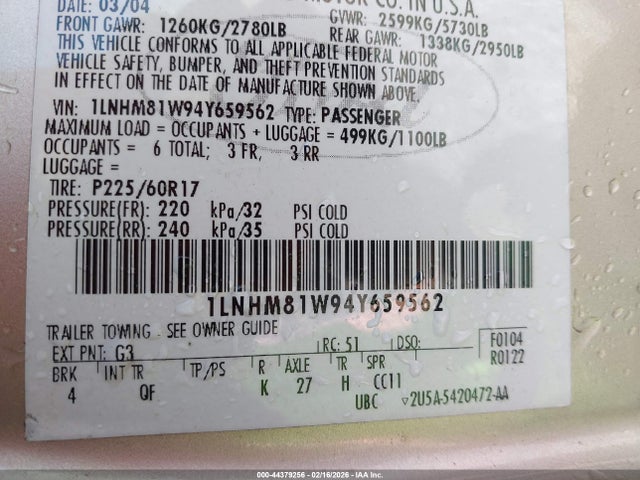 DATE: 03/04 MOTOR CO. IN U.S.A.
FRONT GAWR: 1260KG/2780LB GVWR: 2599KG/5730LB
REAR GAWR: 1338KG/2950LB
THIS VEHICLE CONFORMS TO ALL APPLICABLE FEDERAL MOTOR
VEHICLE SAFETY, BUMPER, AND THEFT PREVENTION STANDARDS
IN EFFECT ON THE DATE OF MANUFACTURE SHOWN ABOVE.
VIN: 1LNHM81W94Y659562 TYPE: PASSENGER
MAXIMUM LOAD = OCCUPANTS + LUGGAGE = 499KG/1100LB
OCCUPANTS = 6 TOTAL; 3 FR, 3 RR
LUGGAGE =
TIRE: P225/60R17
PRESSURE(FR): 220 kPa/32 PSI COLD
PRESSURE(RR): 240 kPa/35 PSI COLD
1LNHM81W94Y659562
TRAILER TOWING - SEE OWNER GUIDE
EXT PNT: G3 RC: 51 DSO: F0104
R0122
BRK INT TR TP/PS R AXLE TR SPR
4 QF K 27 H CC11
UBC ▽2U5A-5420472-AA
000-44379256 - 02/16/2026 - IAA Inc.